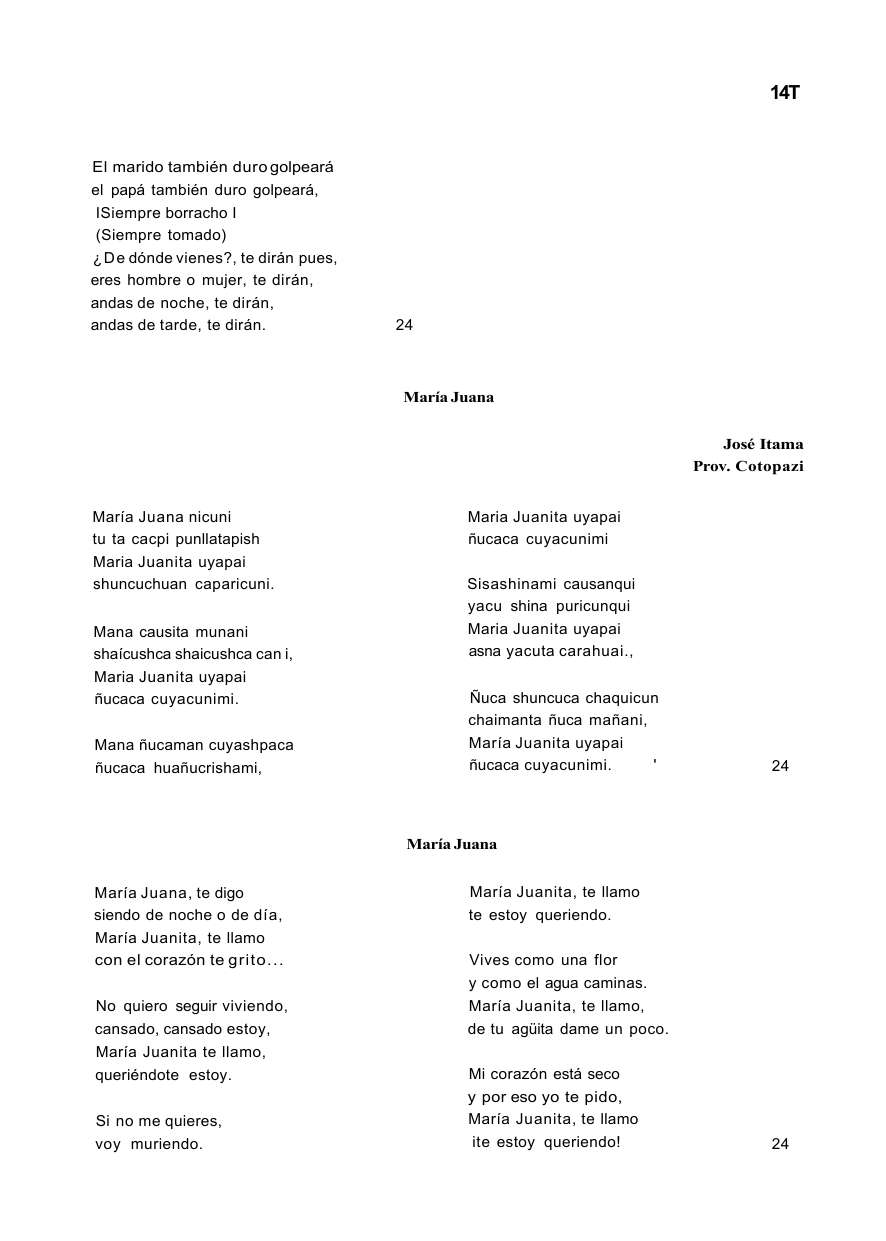 14T
El marido también duro golpeará
el papá también duro golpeará,
ISiempre borracho I
(Siempre tomado)
¿De dónde vienes?, te dirán pues,
eres hombre o mujer, te dirán,
andas de noche, te dirán,
andas de tarde, te dirán. 24
María Juana
José Itama
Prov. Cotopazi
María Juana nicuni
tu ta cacpi punllatapish
Maria Juanita uyapai
shuncuchuan caparicuni.
Mana causita munani
shaícushca shaicushca can i,
Maria Juanita uyapai
ñucaca cuyacunimi.
Mana ñucaman cuyashpaca
ñucaca huañucrishami,
Maria Juanita uyapai
ñucaca cuyacunimi
Sisashinami causanqui
yacu shina puricunqui
Maria Juanita uyapai
asna yacuta carahuai.,
Ñuca shuncuca chaquicun
chaimanta ñuca mañani,
María Juanita uyapai
ñucaca cuyacunimi. ' 24
María Juana
María Juana, te digo
siendo de noche o de día,
María Juanita, te llamo
con el corazón te grito...
No quiero seguir viviendo,
cansado, cansado estoy,
María Juanita te llamo,
queriéndote estoy.
Si no me quieres,
voy muriendo.
María Juanita, te llamo
te estoy queriendo.
Vives como una flor
y como el agua caminas.
María Juanita, te llamo,
de tu agüita dame un poco.
Mi corazón está seco
y por eso yo te pido,
María Juanita, te llamo
¡te estoy queriendo! 24